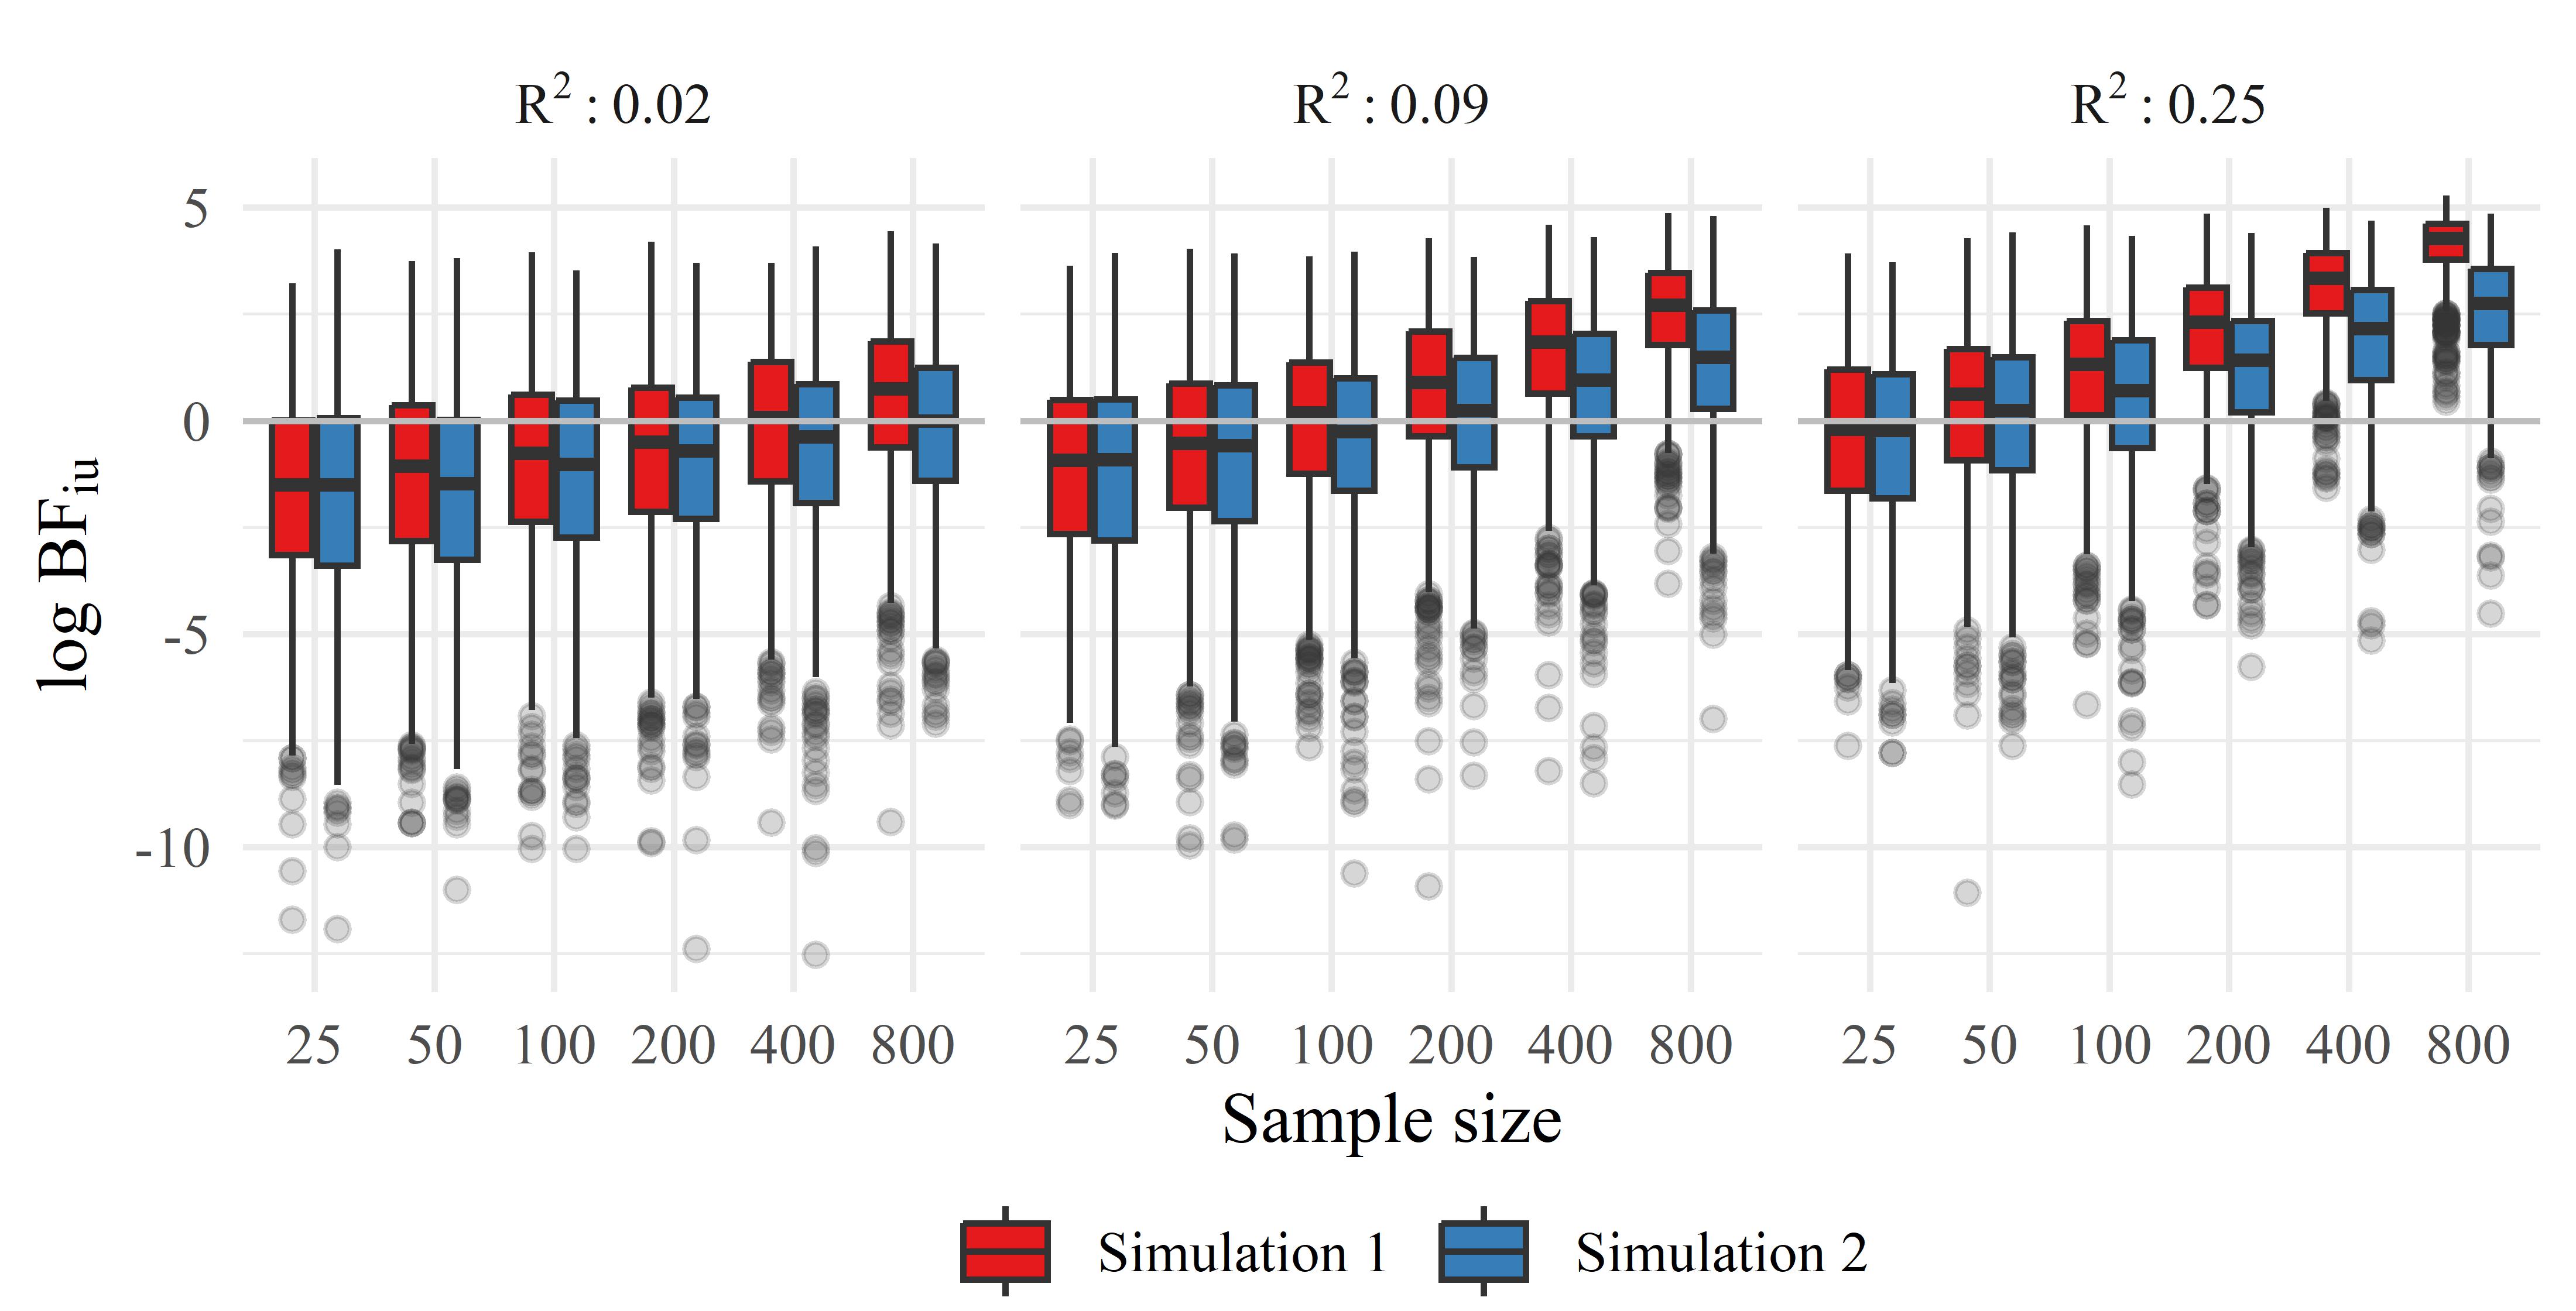 R² : 0.02 R² : 0.09 R² : 0.25
5
0
-5
-10
log BFiu
25 50 100 200 400 800 25 50 100 200 400 800 25 50 100 200 400 800
Sample size
Simulation 1 Simulation 2